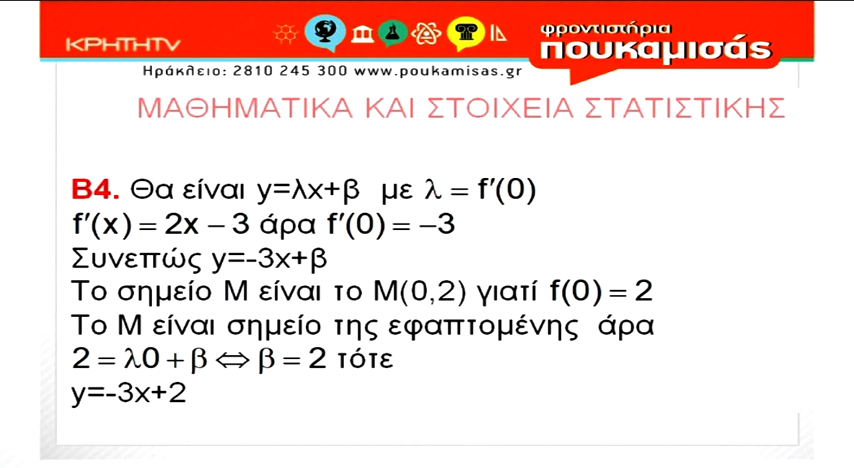 ΚΡΗΤΗTV
φροντιστήρια
πουκαμισάς
Ηράκλειο: 2810 245 300 www.poukamisas.gr
ΜΑΘΗΜΑΤΙΚΑ ΚΑΙ ΣΤΟΙΧΕΙΑ ΣΤΑΤΙΣΤΙΚΗΣ
Β4. Θα είναι y=λx+β με λ = f′(0)
f′(x) = 2x − 3 άρα f′(0) = −3
Συνεπώς y=-3x+β
Το σημείο Μ είναι το Μ(0,2) γιατί f(0) = 2
Το Μ είναι σημείο της εφαπτομένης άρα
2 = λ0 + β ⇔ β = 2 τότε
y=-3x+2